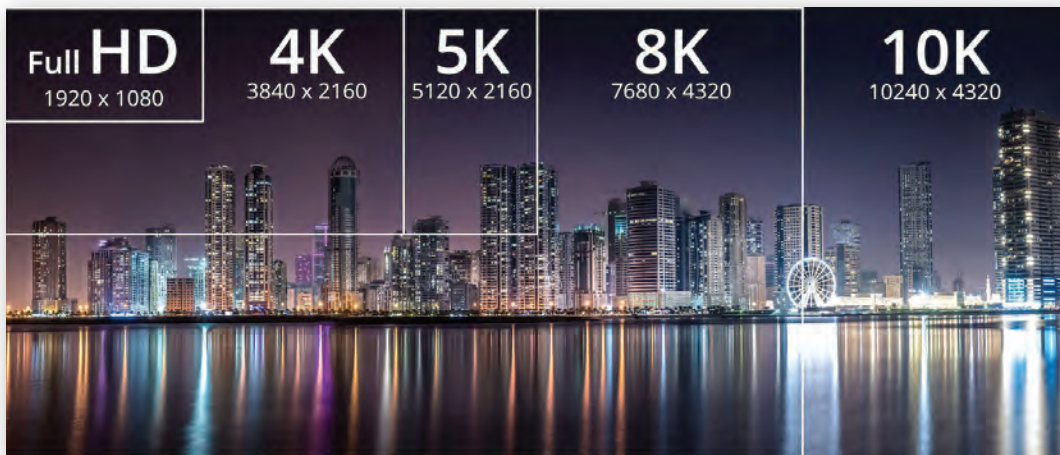 Full HD
1920 x 1080
4K
3840 x 2160
5K
5120 x 2160
8K
7680 x 4320
10K
10240 x 4320